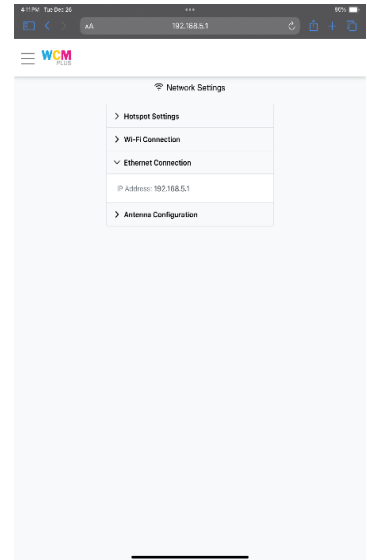 4:11 PM Tue Dec 26
AA
192.168.5.1
WCM
PLUS
Network Settings
Hotspot Settings
Wi-Fi Connection
Ethernet Connection
IP Address: 192.168.5.1
Antenna Configuration